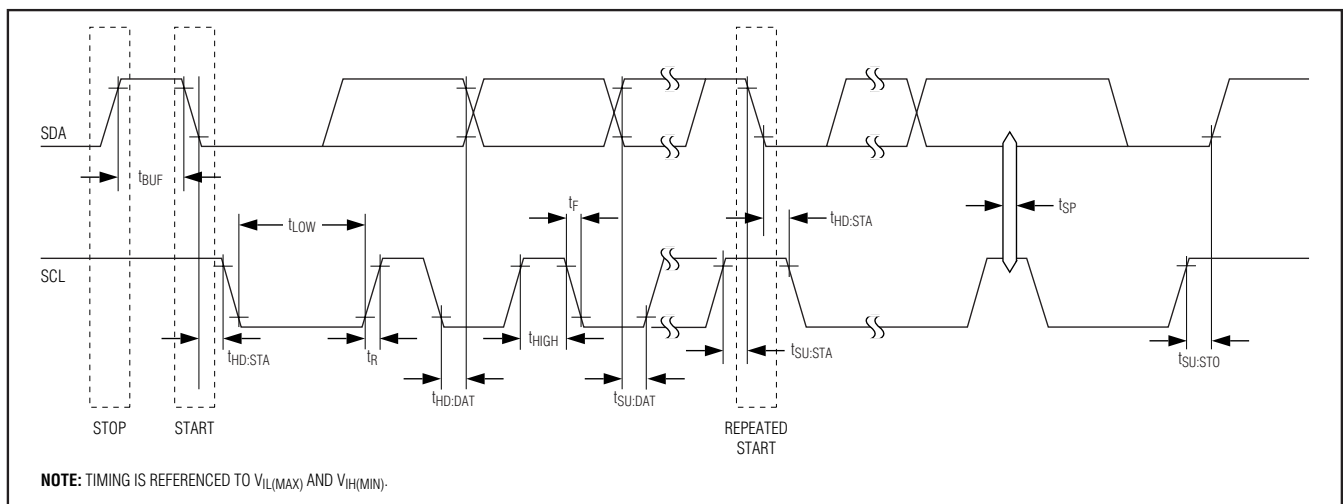 SDA
tBUF
tF
tHD:STA
tSP
tLOW
SCL
tHD:STA
tR
tHIGH
tSU:STA
tSU:STO
tHD:DAT
tSU:DAT
STOP
START
REPEATED
START
NOTE: TIMING IS REFERENCED TO VIL(MAX) AND VIH(MIN).